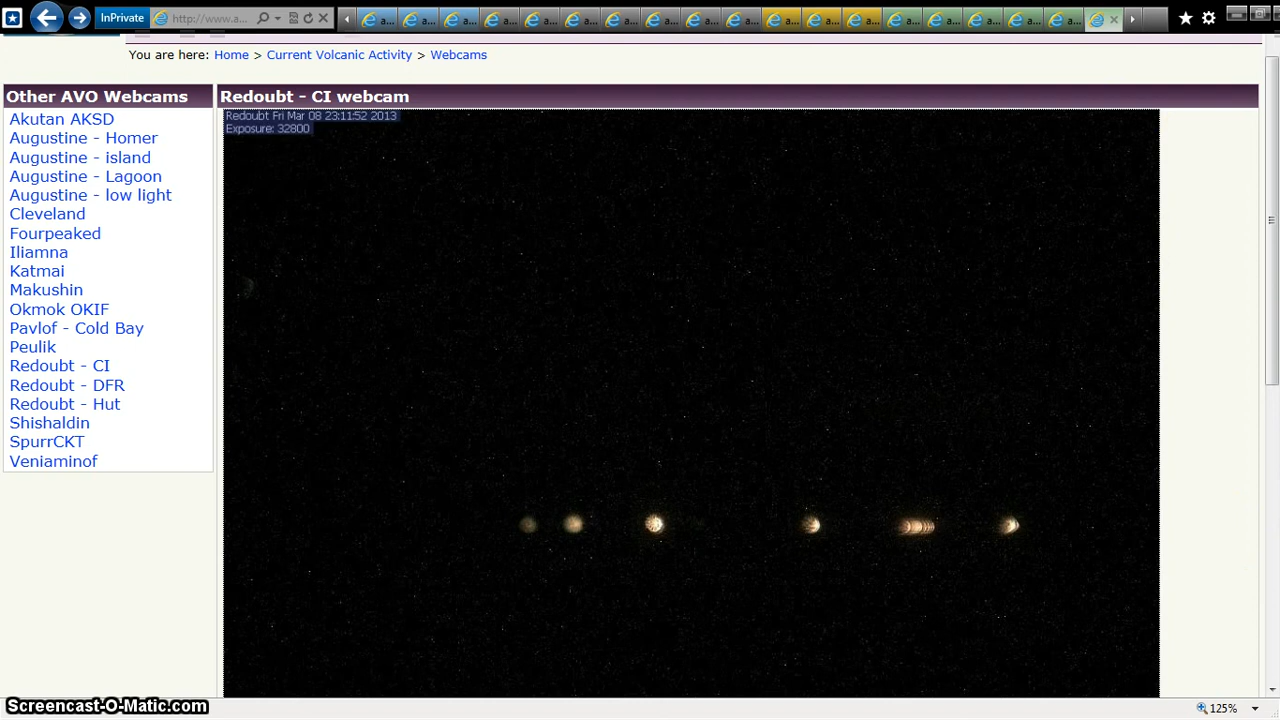 InPrivate
http://www.a...
You are here: Home > Current Volcanic Activity > Webcams
Other AVO Webcams
Akutan AKSD
Augustine - Homer
Augustine - island
Augustine - Lagoon
Augustine - low light
Cleveland
Fourpeaked
Iliamna
Katmai
Makushin
Okmok OKIF
Pavlof - Cold Bay
Peulik
Redoubt - CI
Redoubt - DFR
Redoubt - Hut
Shishaldin
SpurrCKT
Veniaminof
Redoubt - CI webcam
Redoubt Fri Mar 08 23:11:52 2013
Exposure: 32800
Screencast-O-Matic.com
125%